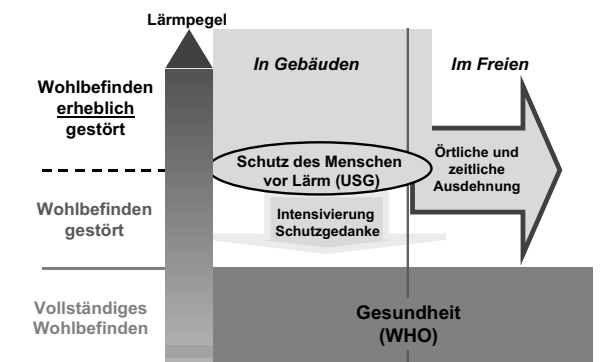 Lärmpegel
In Gebäuden
Im Freien
Wohlbefinden
erheblich
gestört
Schutz des Menschen
vor Lärm (USG)
Örtliche und
zeitliche
Ausdehnung
Wohlbefinden
gestört
Intensivierung
Schutzgedanke
Vollständiges
Wohlbefinden
Gesundheit
(WHO)